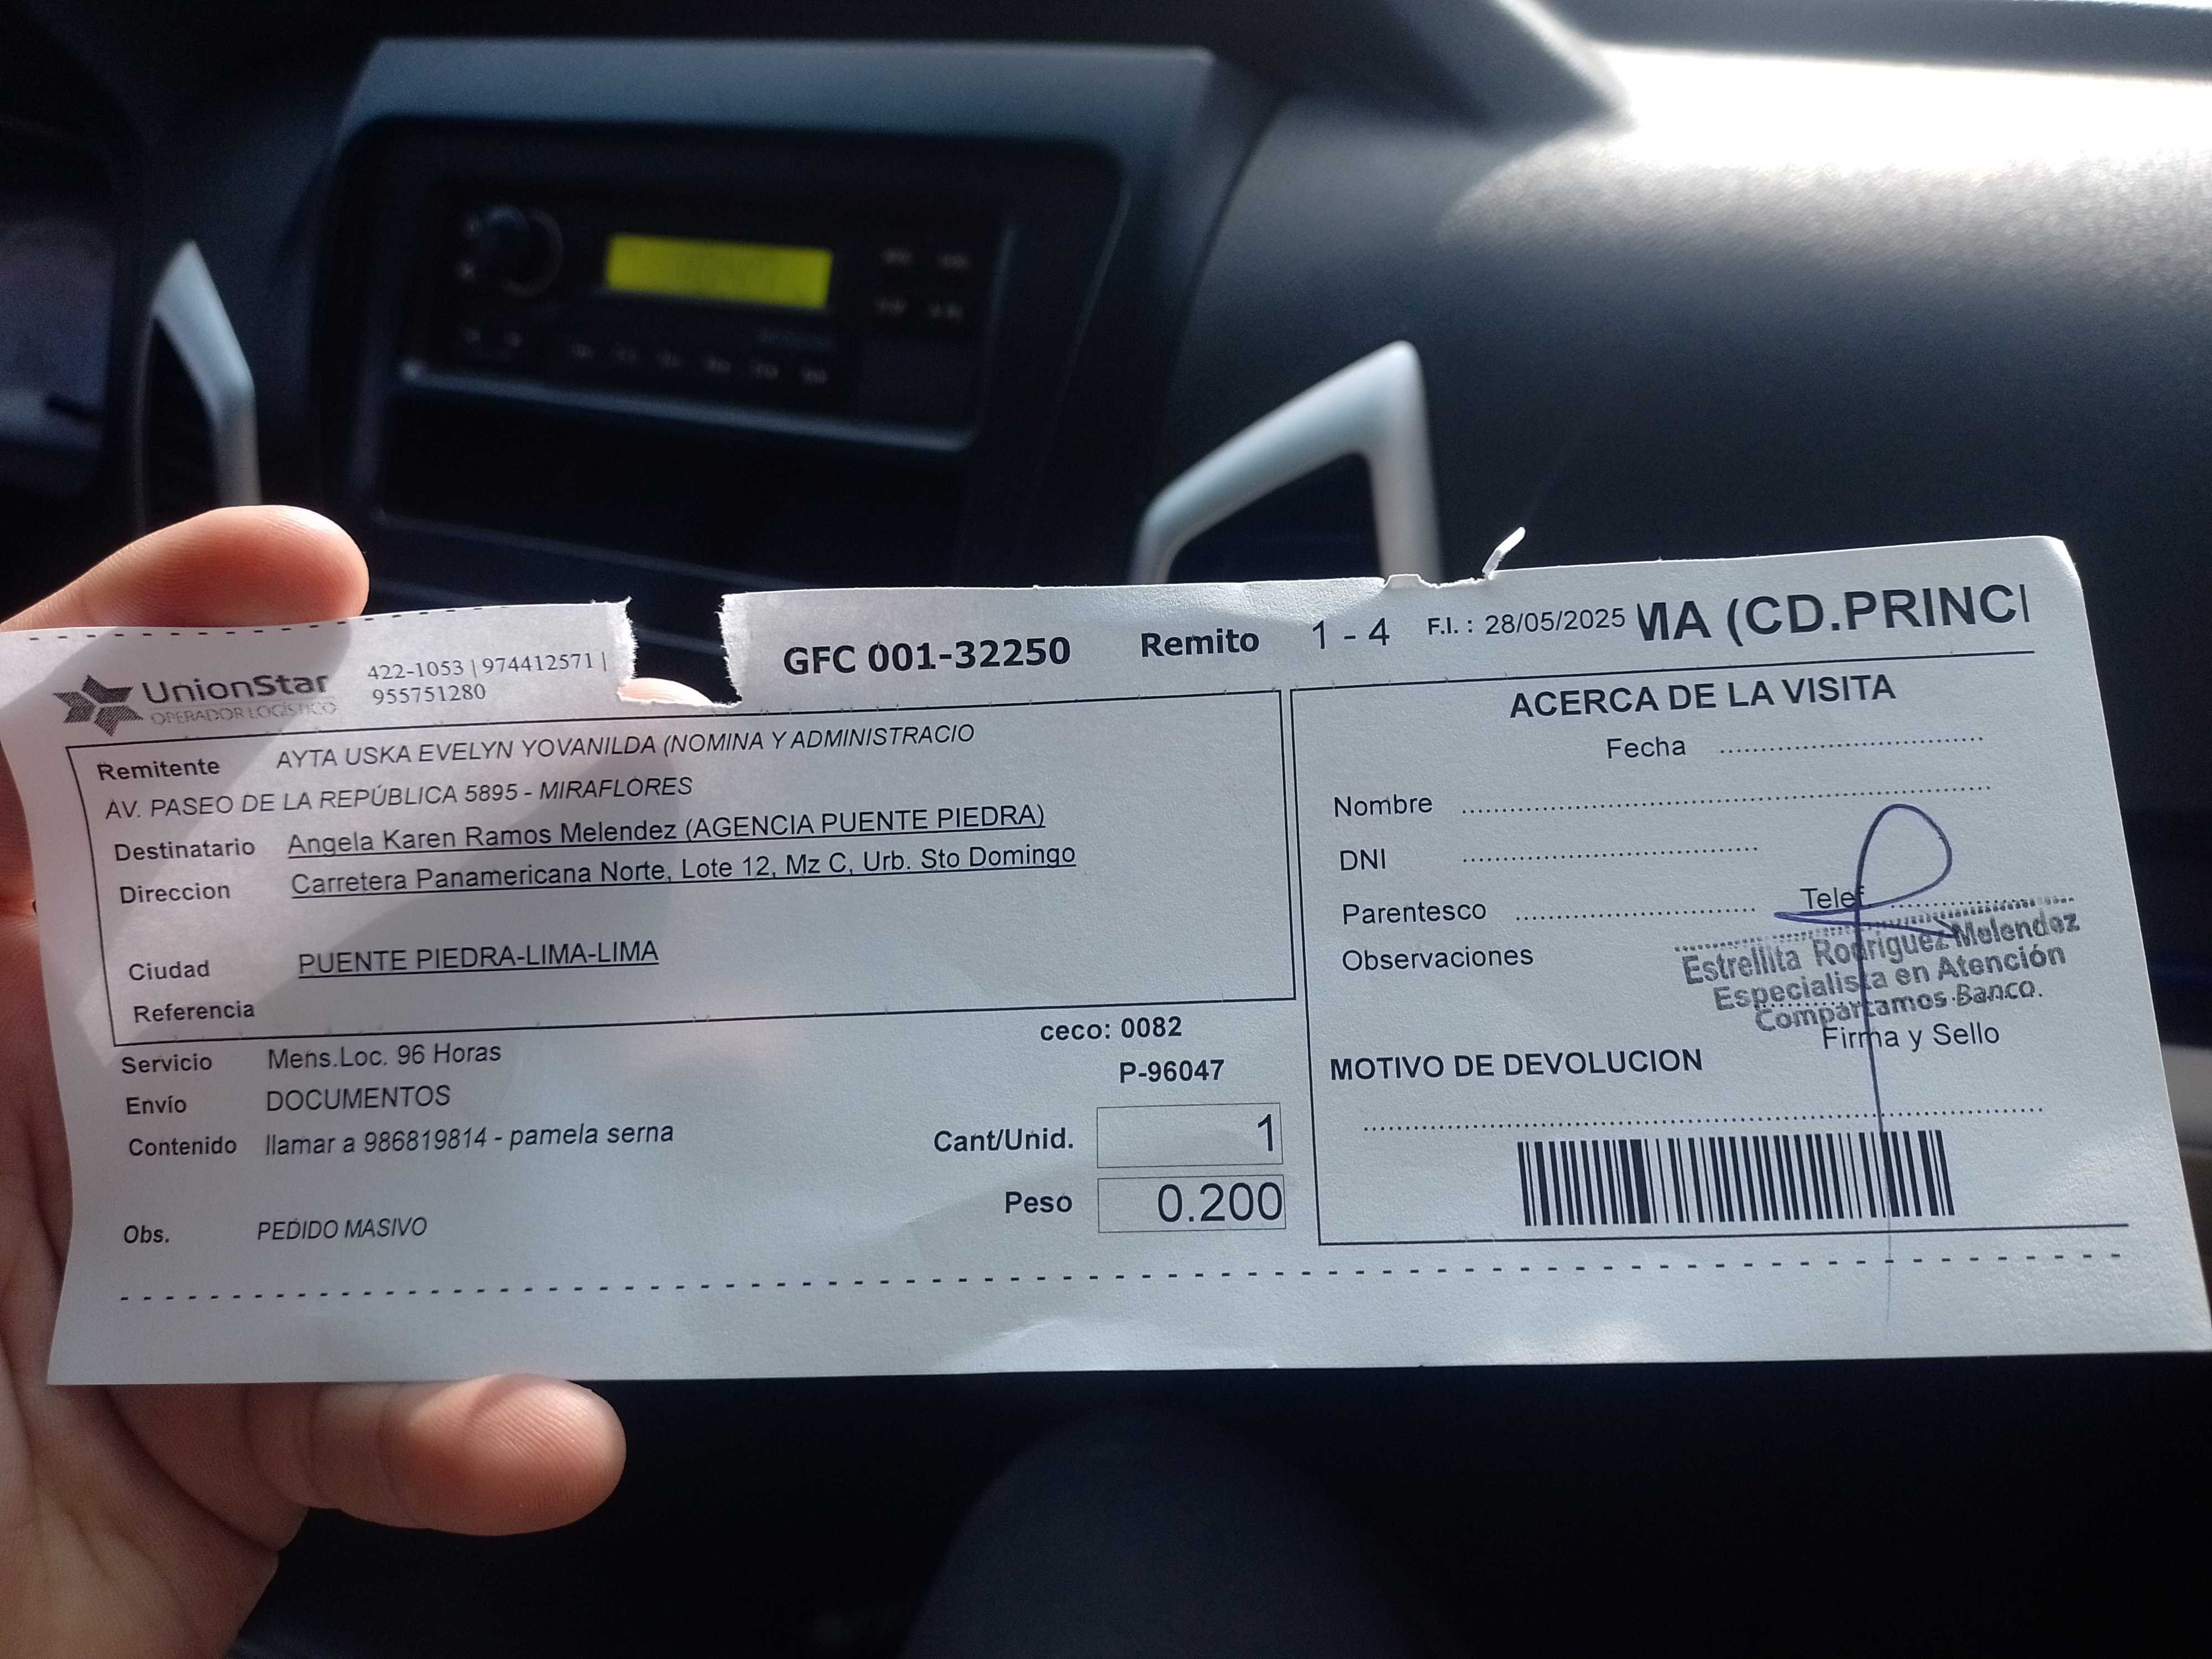 UnionStar
OPERADOR LOGÍSTICO
422-1053 | 974412571 |
955751280
GFC 001-32250 Remito 1 - 4 F.I. : 28/05/2025 MA (CD.PRINCI
Remitente AYTA USKA EVELYN YOVANILDA (NOMINA Y ADMINISTRACIO
AV. PASEO DE LA REPÚBLICA 5895 - MIRAFLORES
Destinatario Angela Karen Ramos Melendez (AGENCIA PUENTE PIEDRA)
Direccion Carretera Panamericana Norte, Lote 12, Mz C, Urb. Sto Domingo
Ciudad PUENTE PIEDRA-LIMA-LIMA
Referencia
ceco: 0082
Servicio Mens.Loc. 96 Horas
P-96047
Envío DOCUMENTOS
Contenido llamar a 986819814 - pamela serna
Cant/Unid. 1
Peso 0.200
Obs. PEDIDO MASIVO
ACERCA DE LA VISITA
Fecha
Nombre
DNI
Parentesco Telef.
Observaciones
Estrellita Rodríguez Melendez
Especialista en Atención
Compartamos Banco.
Firma y Sello
MOTIVO DE DEVOLUCION